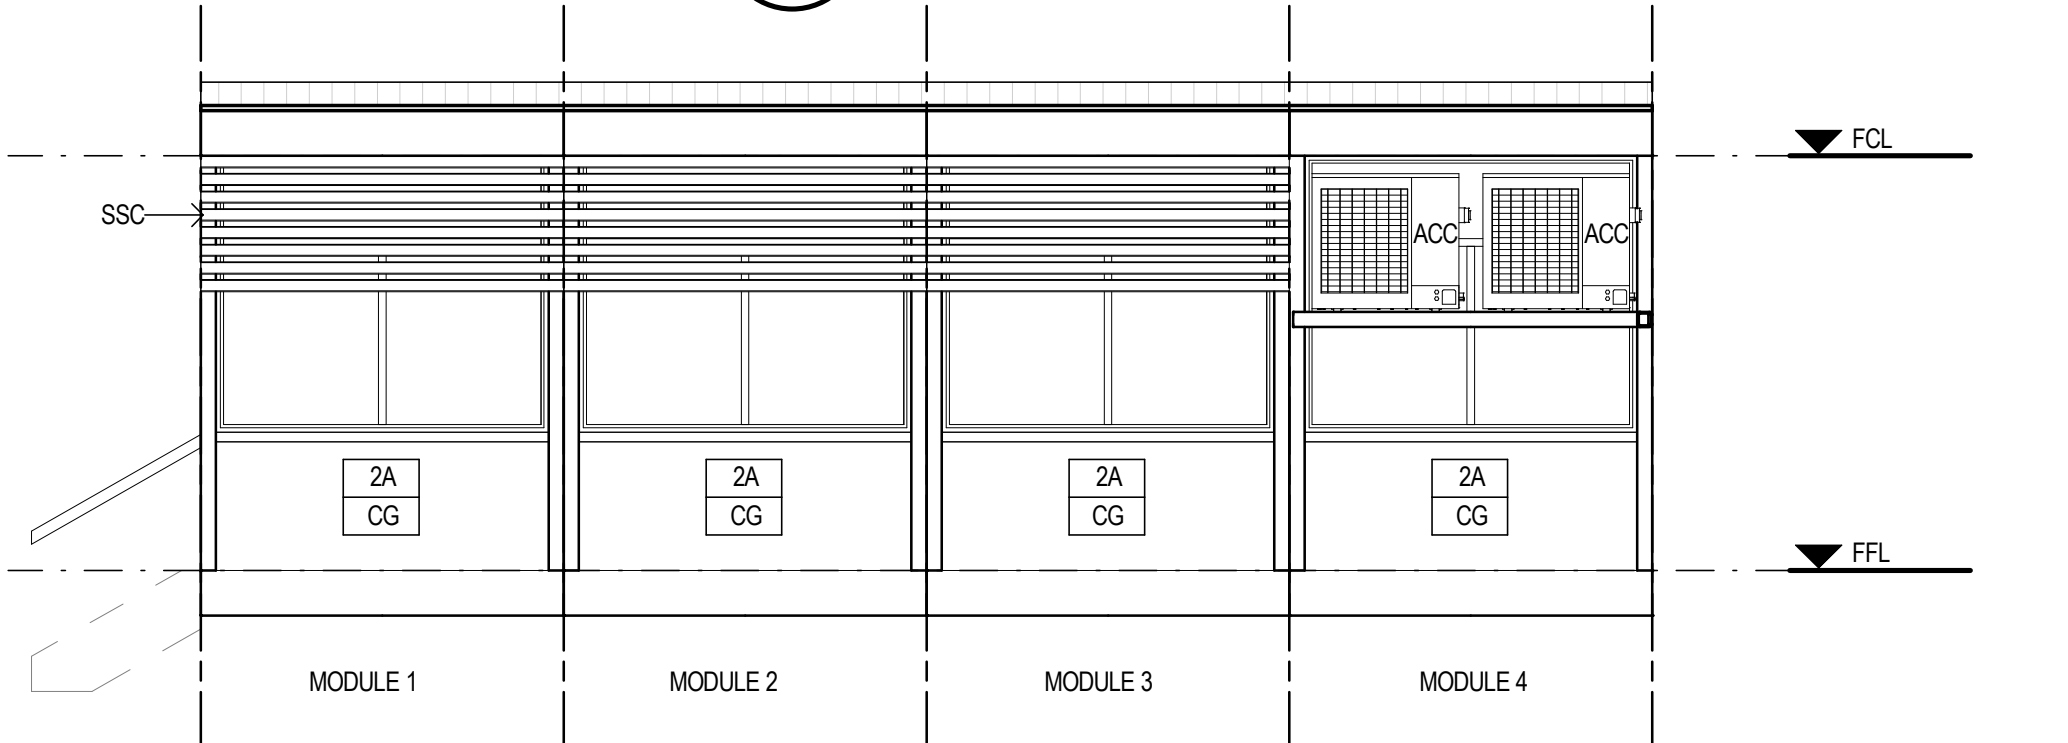 FCL
SSC
ACC
ACC
2A
CG
2A
CG
2A
CG
2A
CG
FFL
MODULE 1
MODULE 2
MODULE 3
MODULE 4